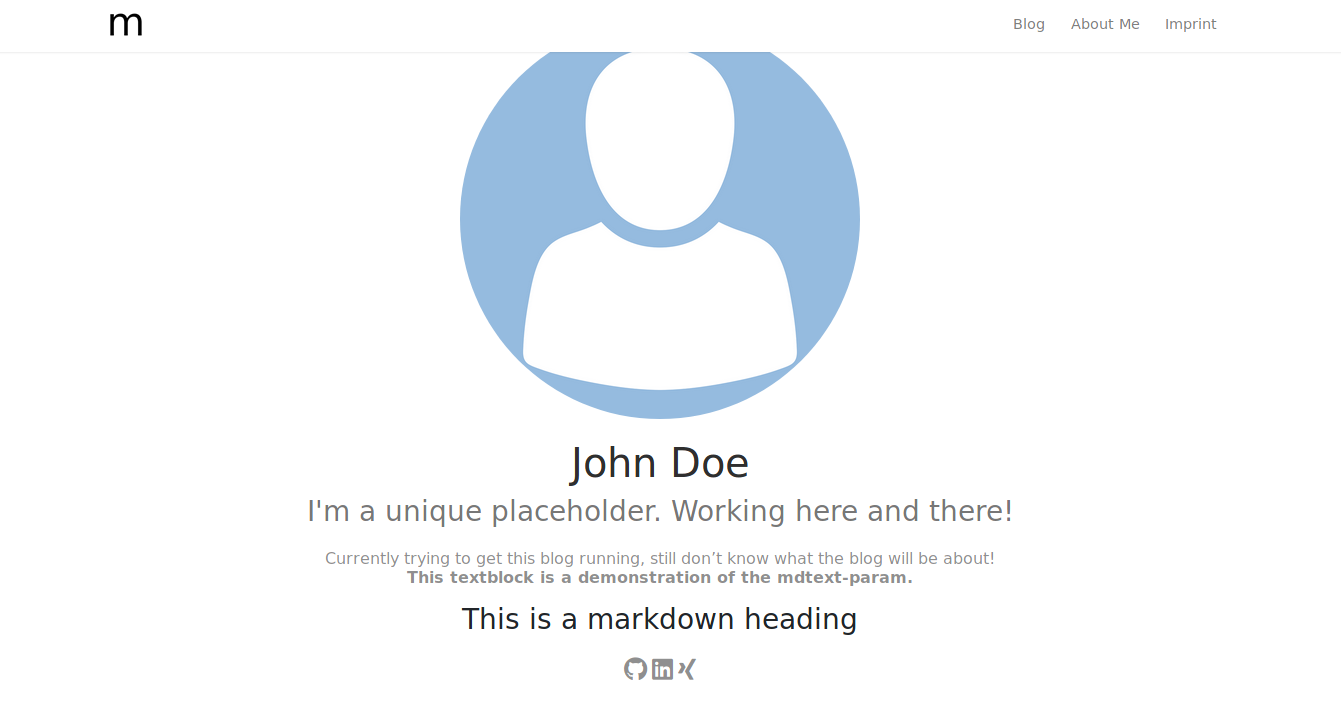 m
Blog About Me Imprint
John Doe
I'm a unique placeholder. Working here and there!
Currently trying to get this blog running, still don’t know what the blog will be about!
This textblock is a demonstration of the mdtext-param.
This is a markdown heading
in